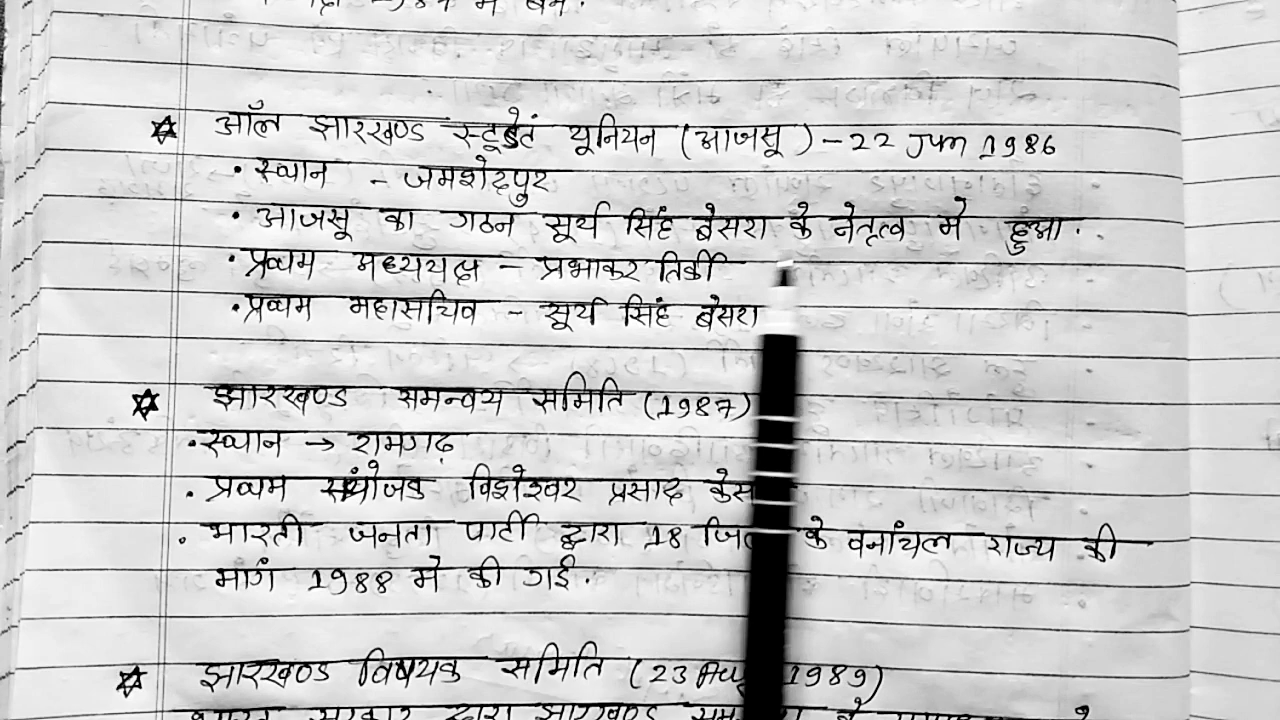 ऑल झारखण्ड स्टूडेटं यूनियन (आजसू) - 22 Jun 1986
• स्थान - जमशेदपुर
• आजसू का गठन सूर्य सिंह बेसरा के नेतृत्व मे हुआ.
• प्रथम अध्ययक्ष - प्रभाकर तिर्की
• प्रथम महासचिव - सूर्य सिंह बेसरा
झारखण्ड समन्वय समिति (1987)
• स्थान → रामगढ़
• प्रथम संयोजक विशेश्वर प्रसाद
• भारती जनता पार्टी द्वारा 18 के वनांचल राज्य की
मांग 1988 मे की गई.
झारखण्ड विषयक समिति (23 1989)